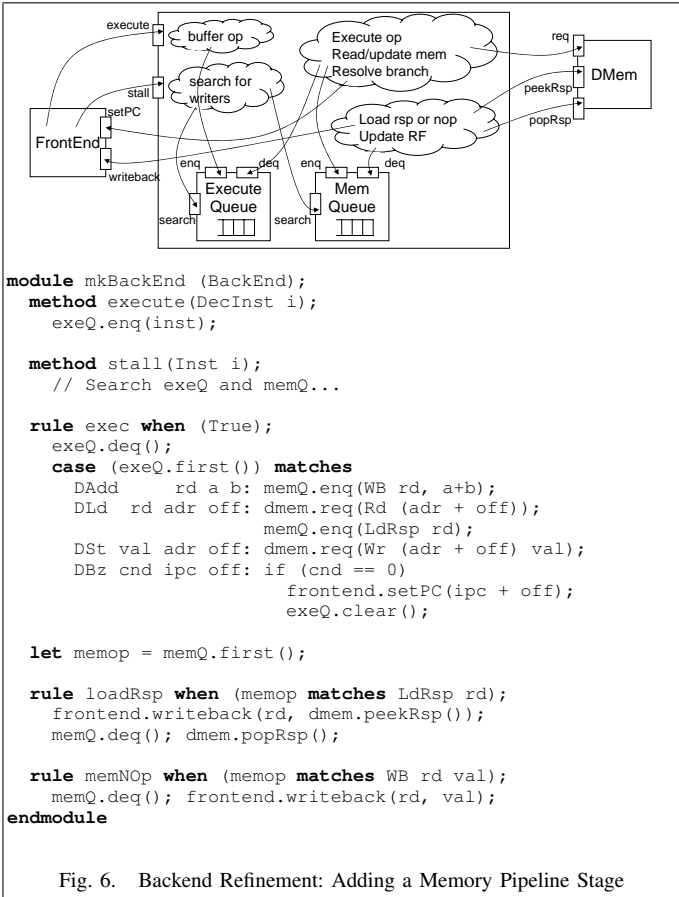 execute
buffer op
Execute op
Read/update mem
Resolve branch
req
DMem
stall
search for
writers
peekRsp
setPC
Load rsp or nop
Update RF
popRsp
FrontEnd
writeback
enq
deq
enq
deq
Execute
Queue
Mem
Queue
search
search
module mkBackEnd (BackEnd);
  method execute(DecInst i);
    exeQ.enq(inst);
  method stall(Inst i);
    // Search exeQ and memQ...
  rule exec when (True);
    exeQ.deq();
    case (exeQ.first()) matches
      DAdd     rd a b: memQ.enq(WB rd, a+b);
      DLd  rd adr off: dmem.req(Rd (adr + off));
                       memQ.enq(LdRsp rd);
      DSt val adr off: dmem.req(Wr (adr + off) val);
      DBz cnd ipc off: if (cnd == 0)
                         frontend.setPC(ipc + off);
                         exeQ.clear();
  let memop = memQ.first();
  rule loadRsp when (memop matches LdRsp rd);
    frontend.writeback(rd, dmem.peekRsp());
    memQ.deq(); dmem.popRsp();
  rule memNOp when (memop matches WB rd val);
    memQ.deq(); frontend.writeback(rd, val);
endmodule
Fig. 6. Backend Refinement: Adding a Memory Pipeline Stage